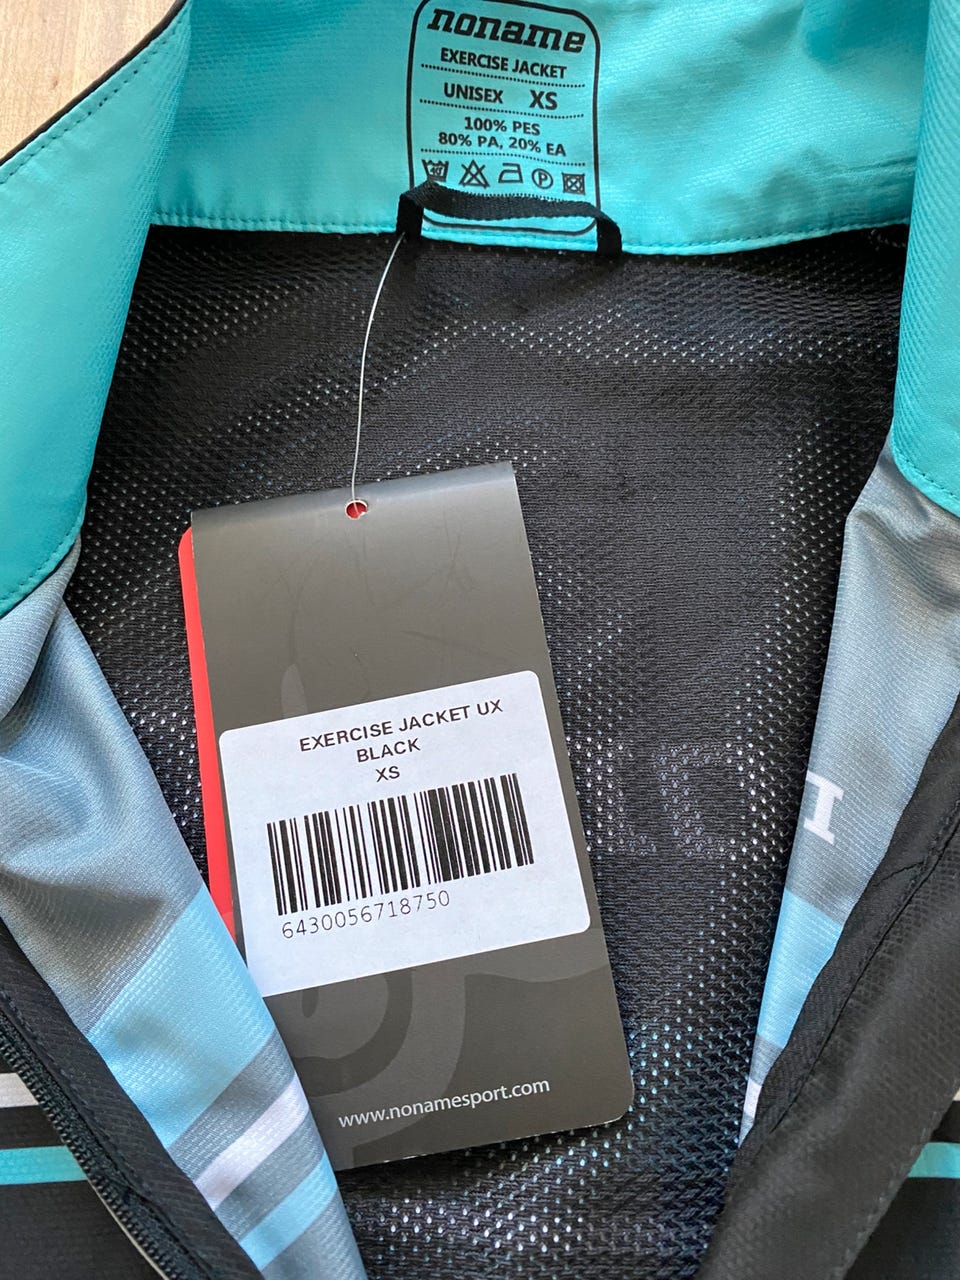 noname
EXERCISE JACKET
UNISEX XS
100% PES
80% PA, 20% EA
40
P
EXERCISE JACKET UX
BLACK
XS
6430056718750
www.nonamesport.com